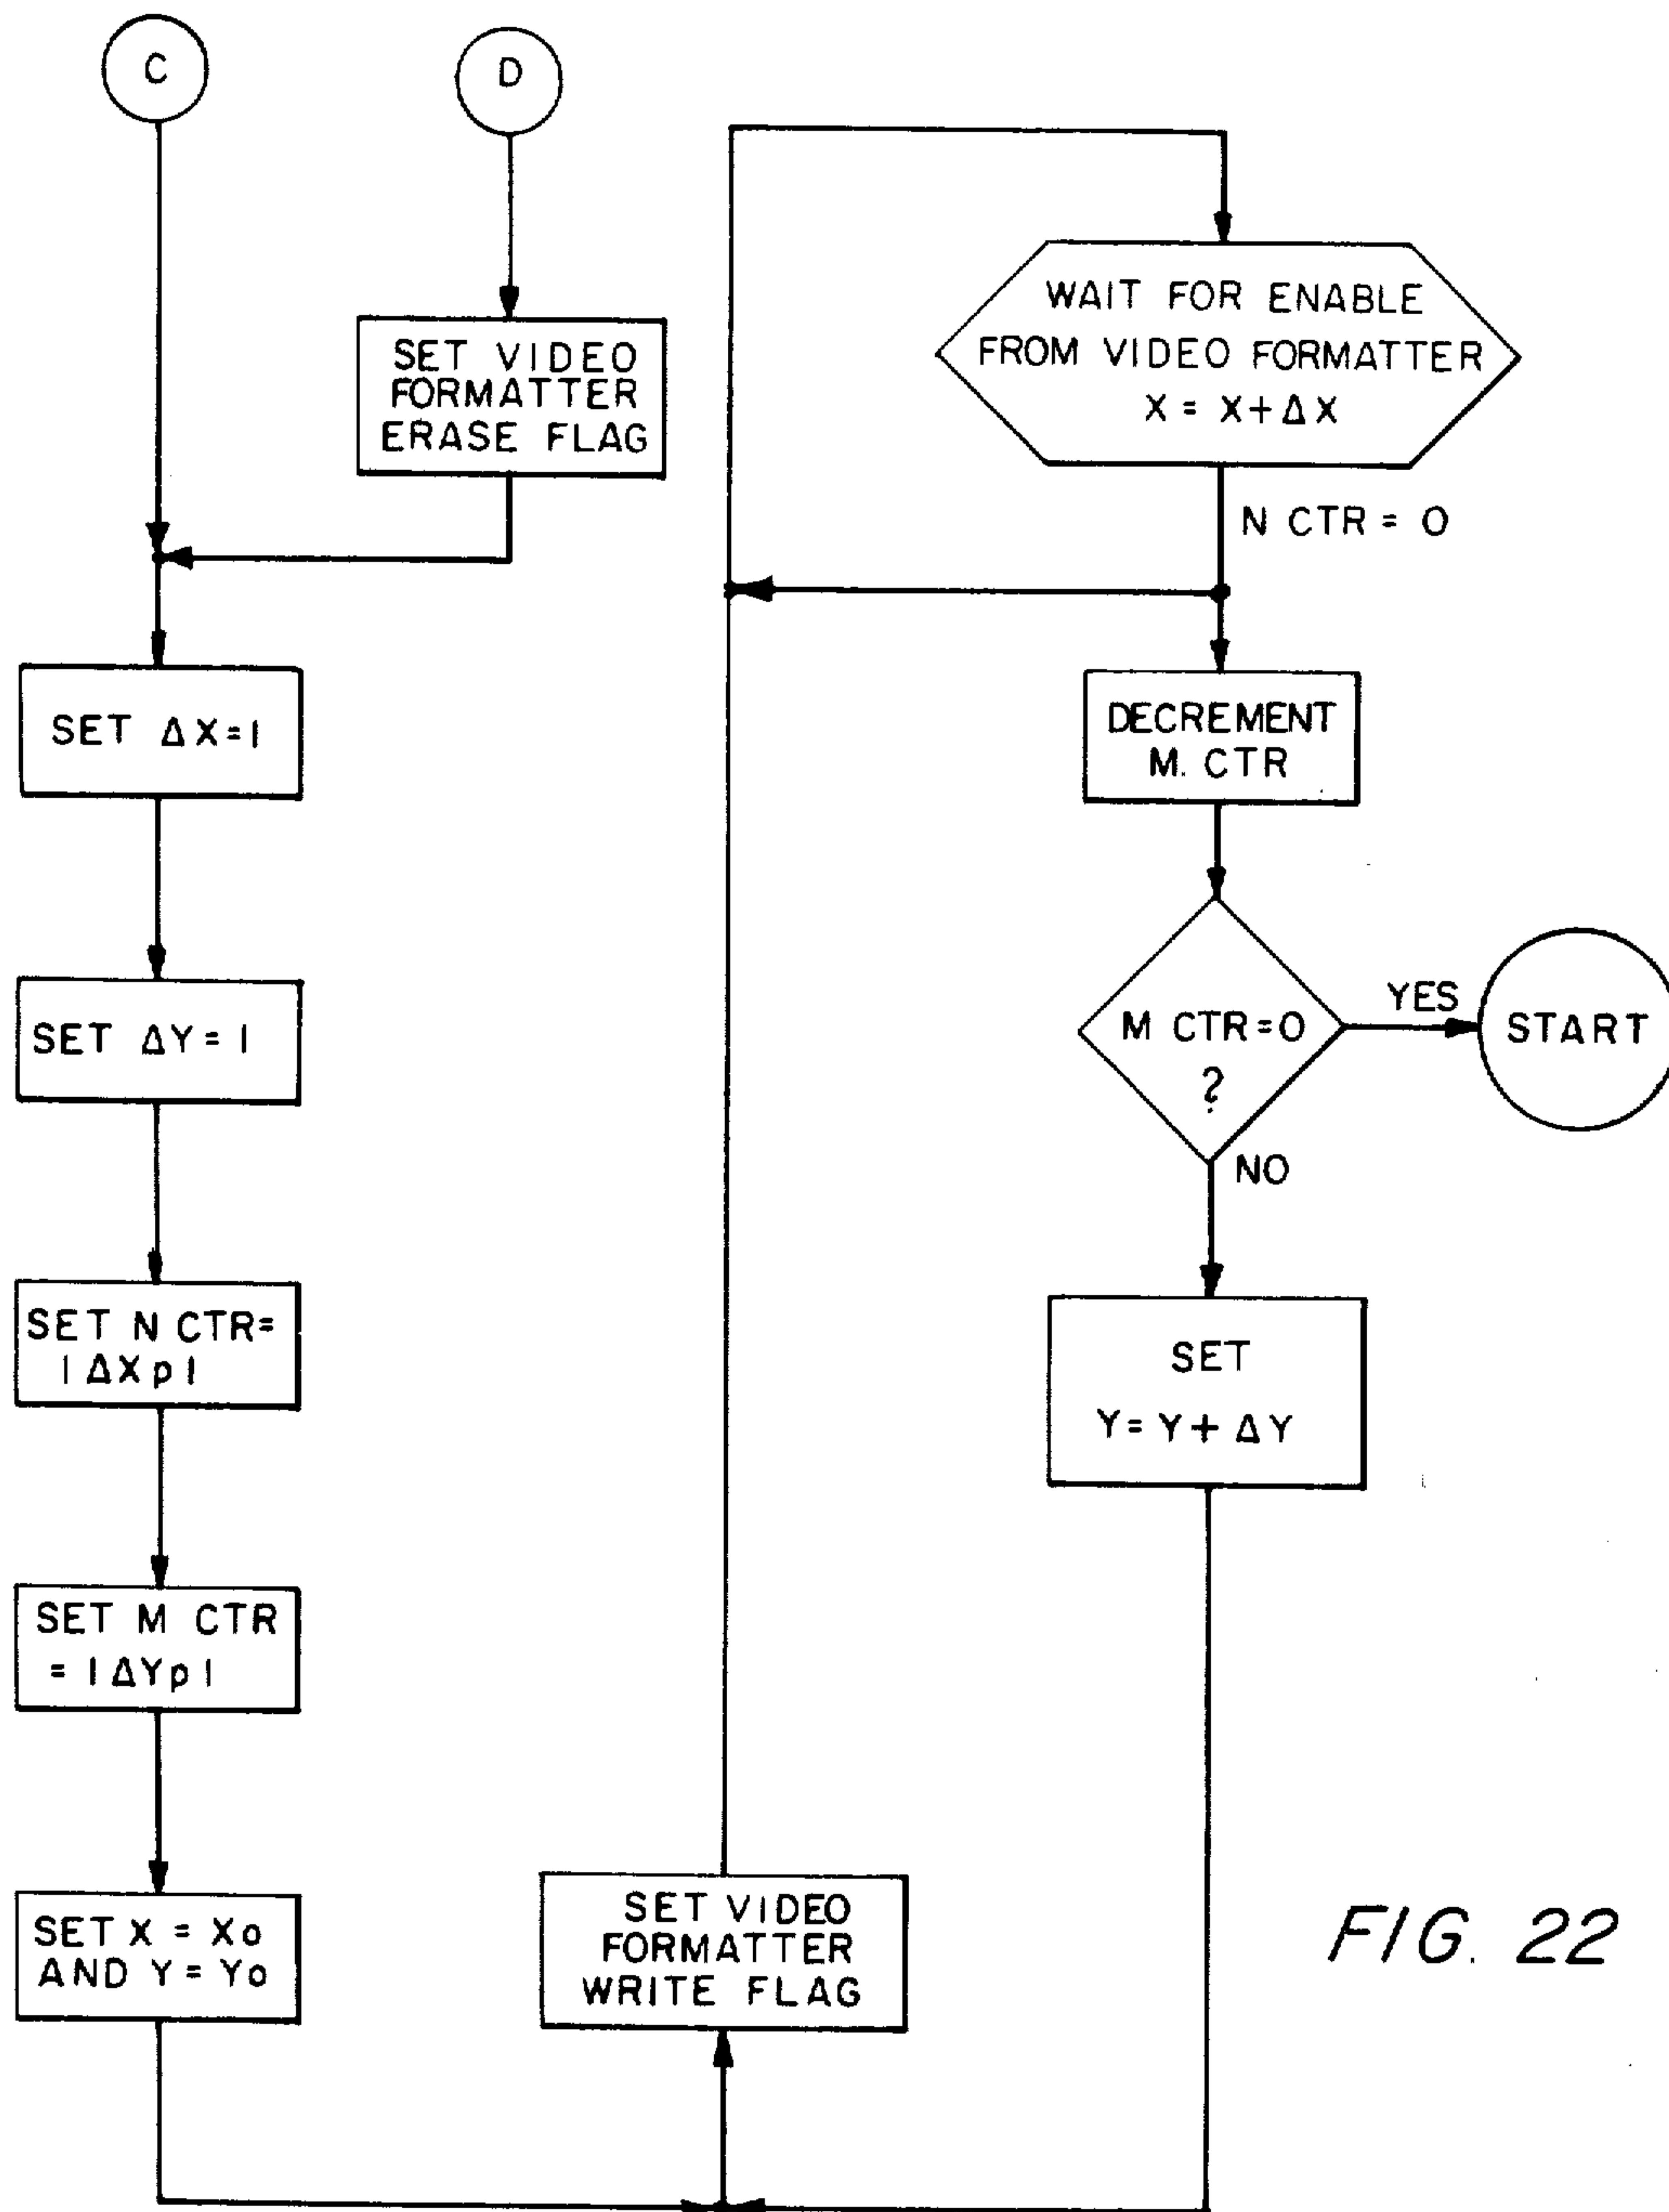 C
D
SET VIDEO
FORMATTER
ERASE FLAG
SET ΔX=1
SET ΔY=1
SET N CTR=
|ΔXp|
SET M CTR
=|ΔYp|
SET X = Xo
AND Y= Yo
SET VIDEO
FORMATTER
WRITE FLAG
WAIT FOR ENABLE
FROM VIDEO FORMATTER
X = X+ΔX
N CTR = 0
DECREMENT
M. CTR
M CTR=0
?
YES
START
NO
SET
Y= Y+ ΔY
FIG. 22